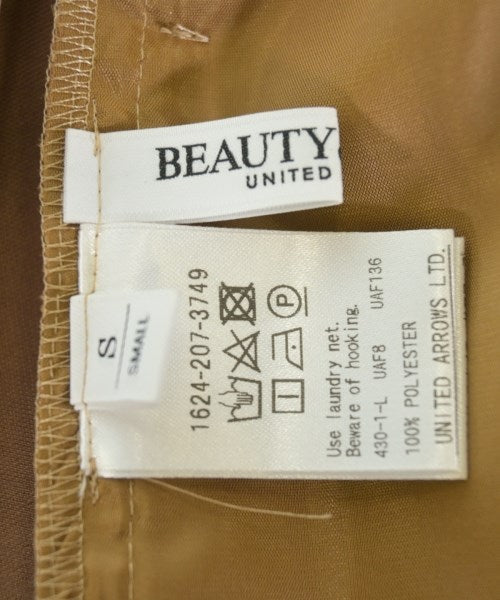 BEAUTY
UNITED
S
SMALL
1624-207-3749
Use laundry net.
Beware of hooking.
430-1-L UAF8 UAF136
100% POLYESTER
UNITED ARROWS LTD.